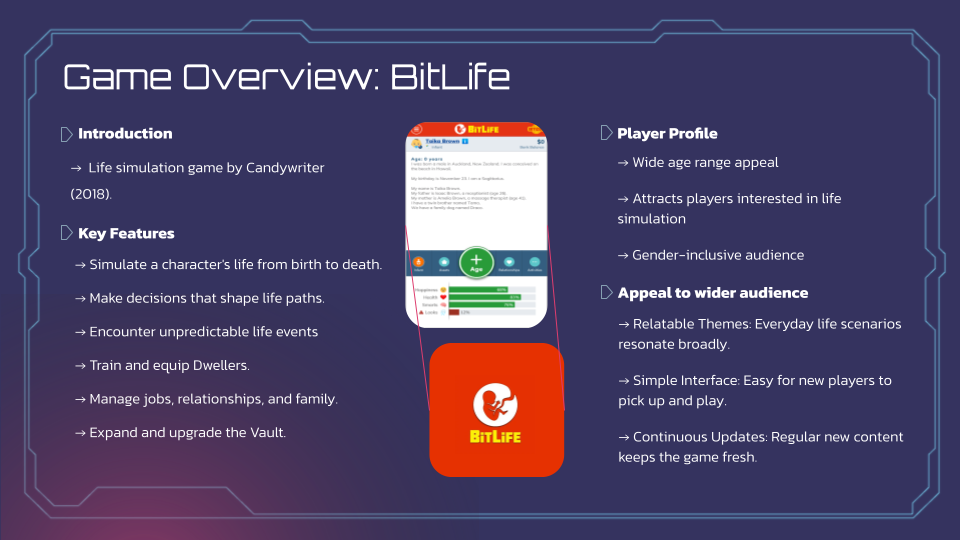 Game Overview: BitLife
Introduction
→ Life simulation game by Candywriter
(2018).
Key Features
→ Simulate a character's life from birth to death.
→ Make decisions that shape life paths.
→ Encounter unpredictable life events
→ Train and equip Dwellers.
→ Manage jobs, relationships, and family.
→ Expand and upgrade the Vault.
BITLIFE
Age: 0 years
My name is
+
Age
Happiness
Health
Smarts
Looks
BITLIFE
Player Profile
→ Wide age range appeal
→ Attracts players interested in life
simulation
→ Gender-inclusive audience
Appeal to wider audience
→ Relatable Themes: Everyday life scenarios
resonate broadly.
→ Simple Interface: Easy for new players to
pick up and play.
→ Continuous Updates: Regular new content
keeps the game fresh.